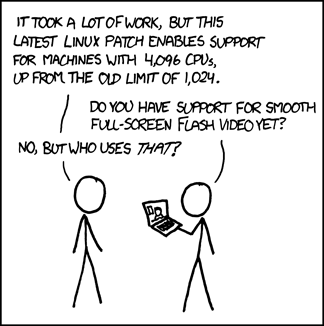 IT TOOK A LOT OF WORK, BUT THIS
LATEST LINUX PATCH ENABLES SUPPORT
FOR MACHINES WITH 4,096 CPUs,
UP FROM THE OLD LIMIT OF 1,024.
DO YOU HAVE SUPPORT FOR SMOOTH
FULL-SCREEN FLASH VIDEO YET?
NO, BUT WHO USES THAT?